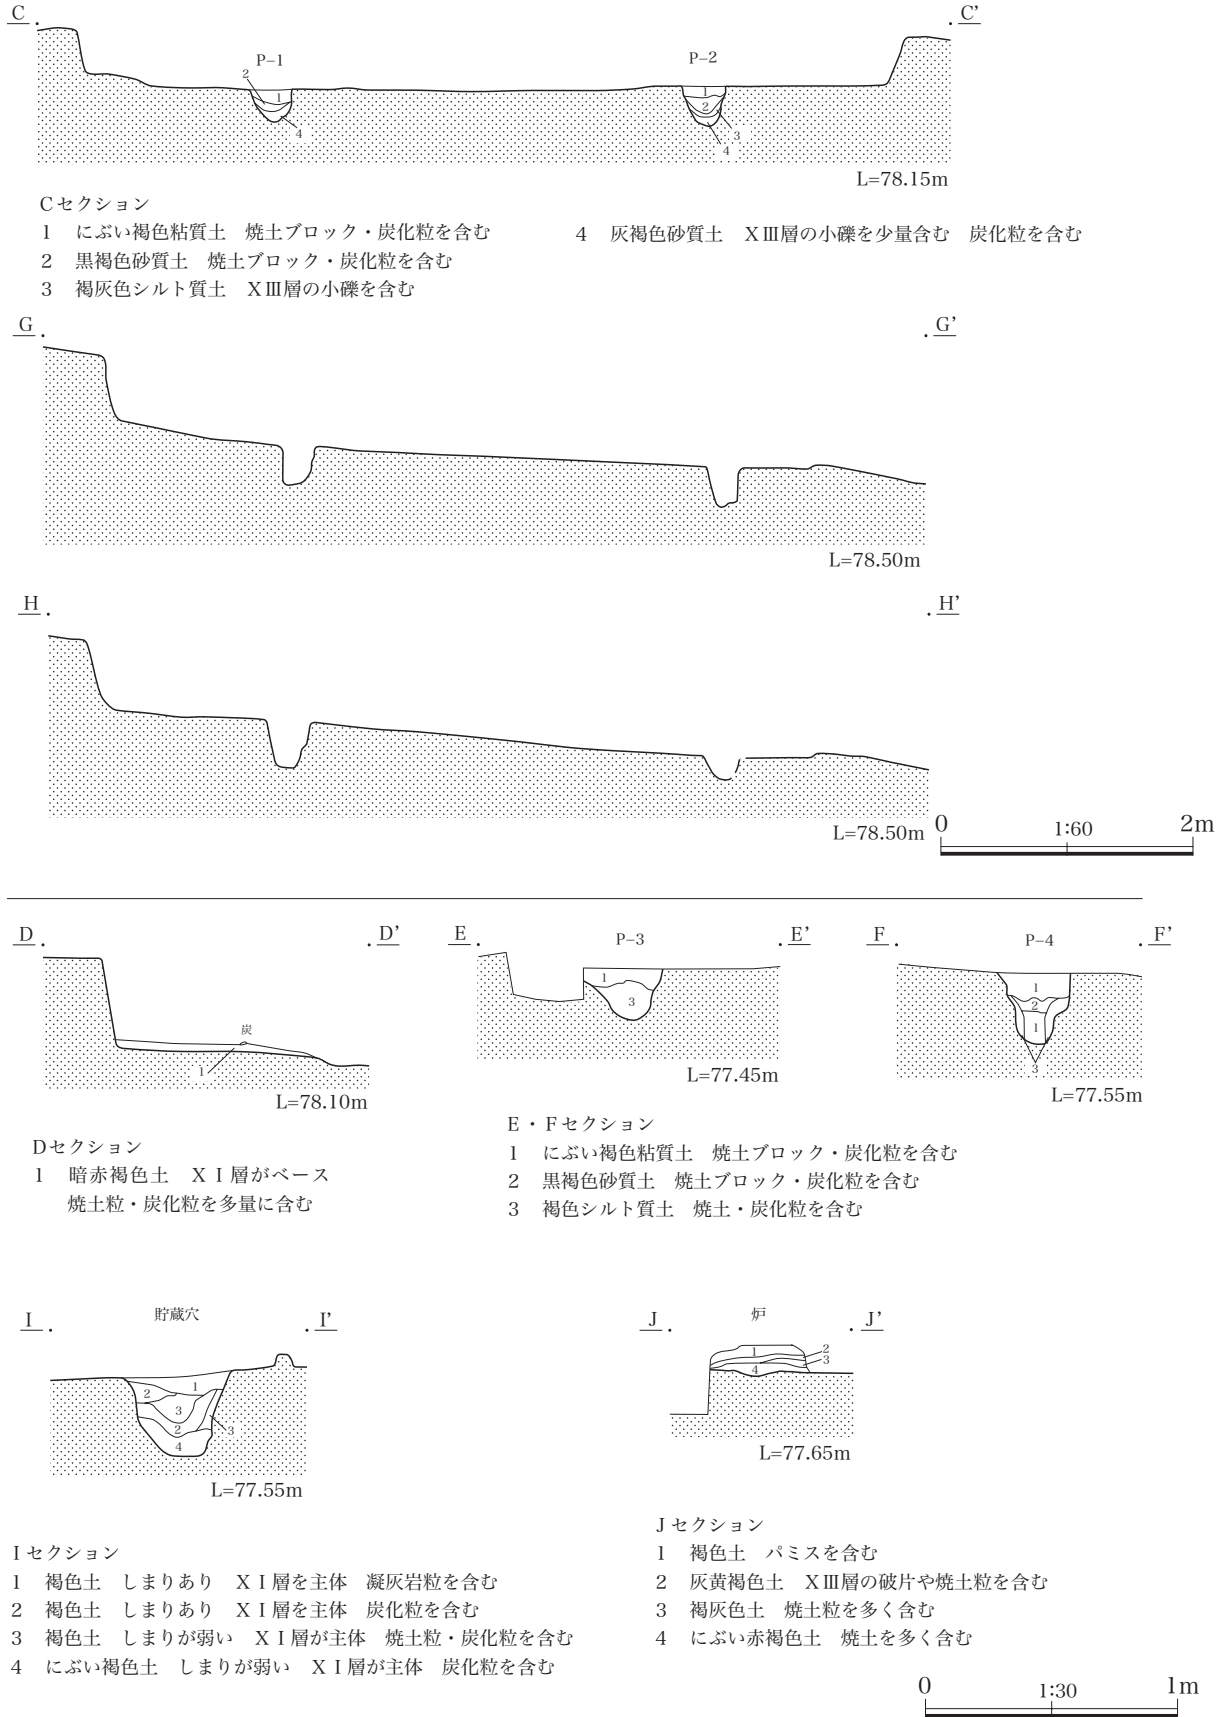 C C’
P–1 P–2
2
1 1
2
4 3
4
L=78.15m
Cセクション
1 にぶい褐色粘質土 焼土ブロック・炭化粒を含む
2 黒褐色砂質土 焼土ブロック・炭化粒を含む
3 褐灰色シルト質土 XⅢ層の小礫を含む
4 灰褐色砂質土 XⅢ層の小礫を少量含む 炭化粒を含む
G G’
L=78.50m
H H’
L=78.50m
0 1:60 2m
D D’
炭
1
L=78.10m
E P–3 E’
1
3
L=77.45m
F P–4 F’
1
2
1
3
L=77.55m
Dセクション
1 暗赤褐色土 XⅠ層がベース
焼土粒・炭化粒を多量に含む
E・Fセクション
1 にぶい褐色粘質土 焼土ブロック・炭化粒を含む
2 黒褐色砂質土 焼土ブロック・炭化粒を含む
3 褐色シルト質土 焼土・炭化粒を含む
I 貯蔵穴 I’
2 1
3
2 3
4
L=77.55m
J 炉 J’
1 2
3
4
L=77.65m
Iセクション
1 褐色土 しまりあり XⅠ層を主体 凝灰岩粒を含む
2 褐色土 しまりあり XⅠ層を主体 炭化粒を含む
3 褐色土 しまりが弱い XⅠ層が主体 焼土粒・炭化粒を含む
4 にぶい褐色土 しまりが弱い XⅠ層が主体 炭化粒を含む
Jセクション
1 褐色土 パミスを含む
2 灰黄褐色土 XⅢ層の破片や焼土粒を含む
3 褐灰色土 焼土粒を多く含む
4 にぶい赤褐色土 焼土を多く含む
0 1:30 1m